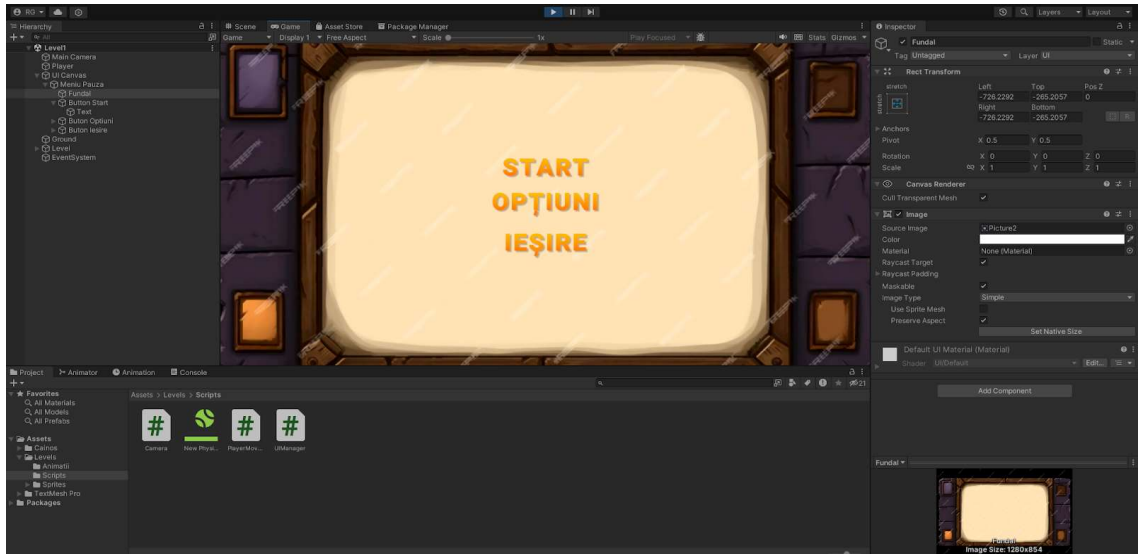 RG
Layers
Layout
Hierarchy
Scene
Game
Asset Store
Package Manager
Inspector
All
Game
Display 1
Free Aspect
Scale
1x
Play Focused
Stats
Gizmos
Level1
Main Camera
Player
UI Canvas
Meniu Pauza
Fundal
Button Start
Text
Buton Optiuni
Buton Iesire
Ground
Level
EventSystem
START
OPȚIUNI
IEȘIRE
Fundal
Static
Tag Untagged
Layer UI
Rect Transform
stretch
stretch
Left
Top
Pos Z
-726.2292
-265.2057
0
Right
Bottom
-726.2292
-265.2057
R
Anchors
Pivot
X 0.5
Y 0.5
Rotation
X 0
Y 0
Z 0
Scale
X 1
Y 1
Z 1
Canvas Renderer
Cull Transparent Mesh
Image
Source Image
Picture2
Color
Material
None (Material)
Raycast Target
Raycast Padding
Maskable
Image Type
Simple
Use Sprite Mesh
Preserve Aspect
Set Native Size
Default UI Material (Material)
Shader UI/Default
Edit...
Add Component
Project
Animator
Animation
Console
21
Favorites
All Materials
All Models
All Prefabs
Assets
Cainos
Levels
Animatii
Scripts
Sprites
TextMesh Pro
Packages
Assets > Levels > Scripts
Camera
New Physi...
PlayerMov...
UIManager
Fundal
Fundal
Image Size: 1280x854